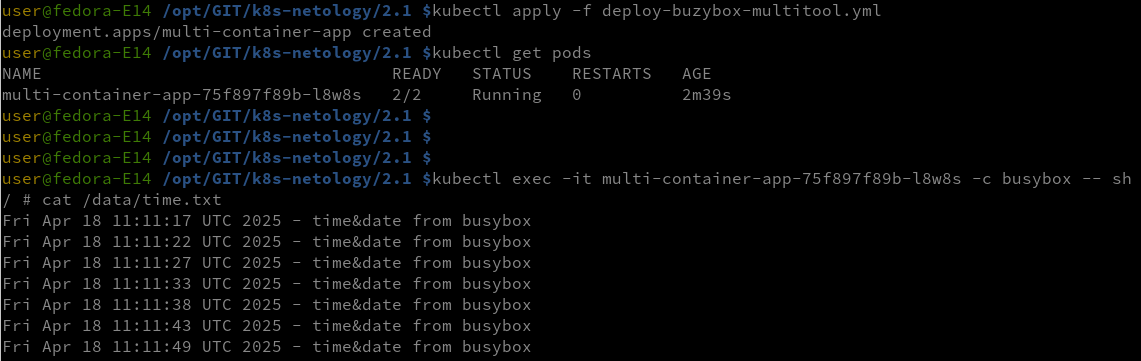 user@fedora-E14 /opt/GIT/k8s-netology/2.1 $kubectl apply -f deploy-buzybox-multitool.yml
deployment.apps/multi-container-app created
user@fedora-E14 /opt/GIT/k8s-netology/2.1 $kubectl get pods
NAME READY STATUS RESTARTS AGE
multi-container-app-75f897f89b-l8w8s 2/2 Running 0 2m39s
user@fedora-E14 /opt/GIT/k8s-netology/2.1 $
user@fedora-E14 /opt/GIT/k8s-netology/2.1 $
user@fedora-E14 /opt/GIT/k8s-netology/2.1 $
user@fedora-E14 /opt/GIT/k8s-netology/2.1 $kubectl exec -it multi-container-app-75f897f89b-l8w8s -c busybox -- sh
/ # cat /data/time.txt
Fri Apr 18 11:11:17 UTC 2025 - time&date from busybox
Fri Apr 18 11:11:22 UTC 2025 - time&date from busybox
Fri Apr 18 11:11:27 UTC 2025 - time&date from busybox
Fri Apr 18 11:11:33 UTC 2025 - time&date from busybox
Fri Apr 18 11:11:38 UTC 2025 - time&date from busybox
Fri Apr 18 11:11:43 UTC 2025 - time&date from busybox
Fri Apr 18 11:11:49 UTC 2025 - time&date from busybox